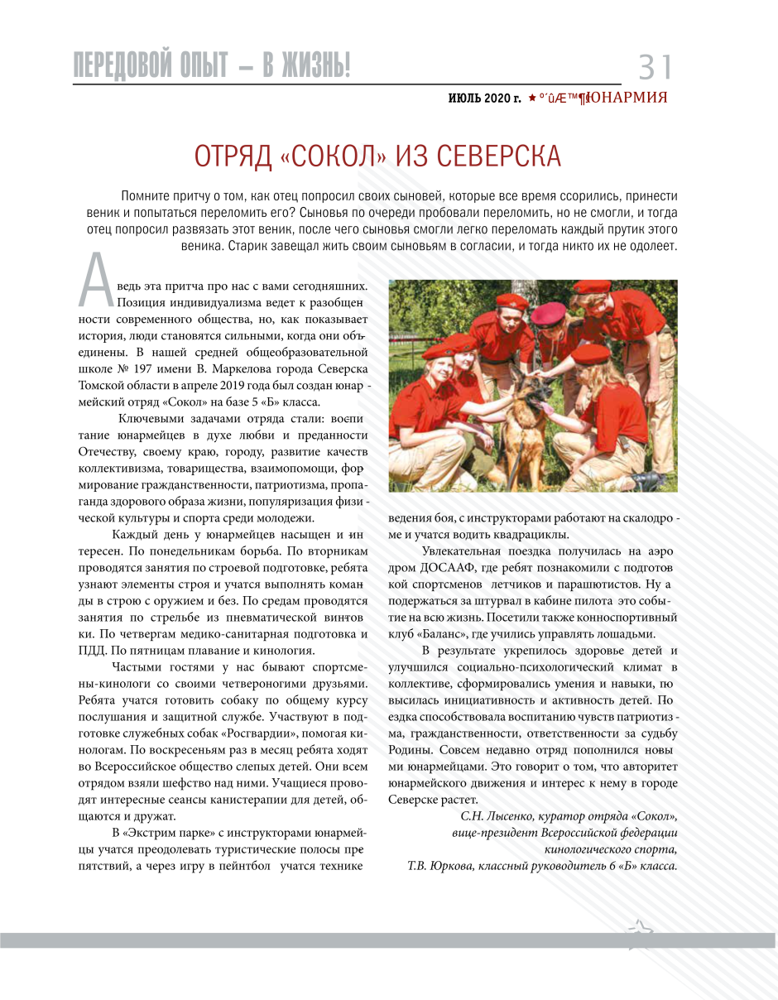 ПЕРЕДОВОЙ ОПЫТ – В ЖИЗНЬ!
31
ИЮЛЬ 2020 г. ★ º´ûÆ™¶§ЮНАРМИЯ
ОТРЯД «СОКОЛ» ИЗ СЕВЕРСКА
Помните притчу о том, как отец попросил своих сыновей, которые все время ссорились, принести
веник и попытаться переломить его? Сыновья по очереди пробовали переломить, но не смогли, и тогда
отец попросил развязать этот веник, после чего сыновья смогли легко переломать каждый прутик этого
веника. Старик завещал жить своим сыновьям в согласии, и тогда никто их не одолеет.
А ведь эта притча про нас с вами сегодняшних.
Позиция индивидуализма ведет к разобщен
ности современного общества, но, как показывает
история, люди становятся сильными, когда они объ-
единены. В нашей средней общеобразовательной
школе № 197 имени В. Маркелова города Северска
Томской области в апреле 2019 года был создан юнар -
мейский отряд «Сокол» на базе 5 «Б» класса.
Ключевыми задачами отряда стали: воспи
тание юнармейцев в духе любви и преданности
Отечеству, своему краю, городу, развитие качеств
коллективизма, товарищества, взаимопомощи, фор
мирование гражданственности, патриотизма, пропа-
ганда здорового образа жизни, популяризация физи -
ческой культуры и спорта среди молодежи.
Каждый день у юнармейцев насыщен и ин
тересен. По понедельникам борьба. По вторникам
проводятся занятия по строевой подготовке, ребята
узнают элементы строя и учатся выполнять коман
ды в строю с оружием и без. По средам проводятся
занятия по стрельбе из пневматической винтов
ки. По четвергам медико-санитарная подготовка и
ПДД. По пятницам плавание и кинология.
Частыми гостями у нас бывают спортсме-
ны-кинологи со своими четвероногими друзьями.
Ребята учатся готовить собаку по общему курсу
послушания и защитной службе. Участвуют в под-
готовке служебных собак «Росгвардии», помогая ки-
нологам. По воскресеньям раз в месяц ребята ходят
во Всероссийское общество слепых детей. Они всем
отрядом взяли шефство над ними. Учащиеся прово-
дят интересные сеансы канистерапии для детей, об-
щаются и дружат.
В «Экстрим парке» с инструкторами юнармей-
цы учатся преодолевать туристические полосы пре
пятствий, а через игру в пейнтбол учатся технике
ведения боя, с инструкторами работают на скалодро -
ме и учатся водить квадрациклы.
Увлекательная поездка получилась на аэро
дром ДОСААФ, где ребят познакомили с подготов
кой спортсменов летчиков и парашютистов. Ну а
подержаться за штурвал в кабине пилота это собы-
тие на всю жизнь. Посетили также конноспортивный
клуб «Баланс», где учились управлять лошадьми.
В результате укрепилось здоровье детей и
улучшился социально-психологический климат в
коллективе, сформировались умения и навыки, по
высилась инициативность и активность детей. По
ездка способствовала воспитанию чувств патриотиз -
ма, гражданственности, ответственности за судьбу
Родины. Совсем недавно отряд пополнился новы
ми юнармейцами. Это говорит о том, что авторитет
юнармейского движения и интерес к нему в городе
Северске растет.
С.Н. Лысенко, куратор отряда «Сокол»,
вице-президент Всероссийской федерации
кинологического спорта,
Т.В. Юркова, классный руководитель 6 «Б» класса.